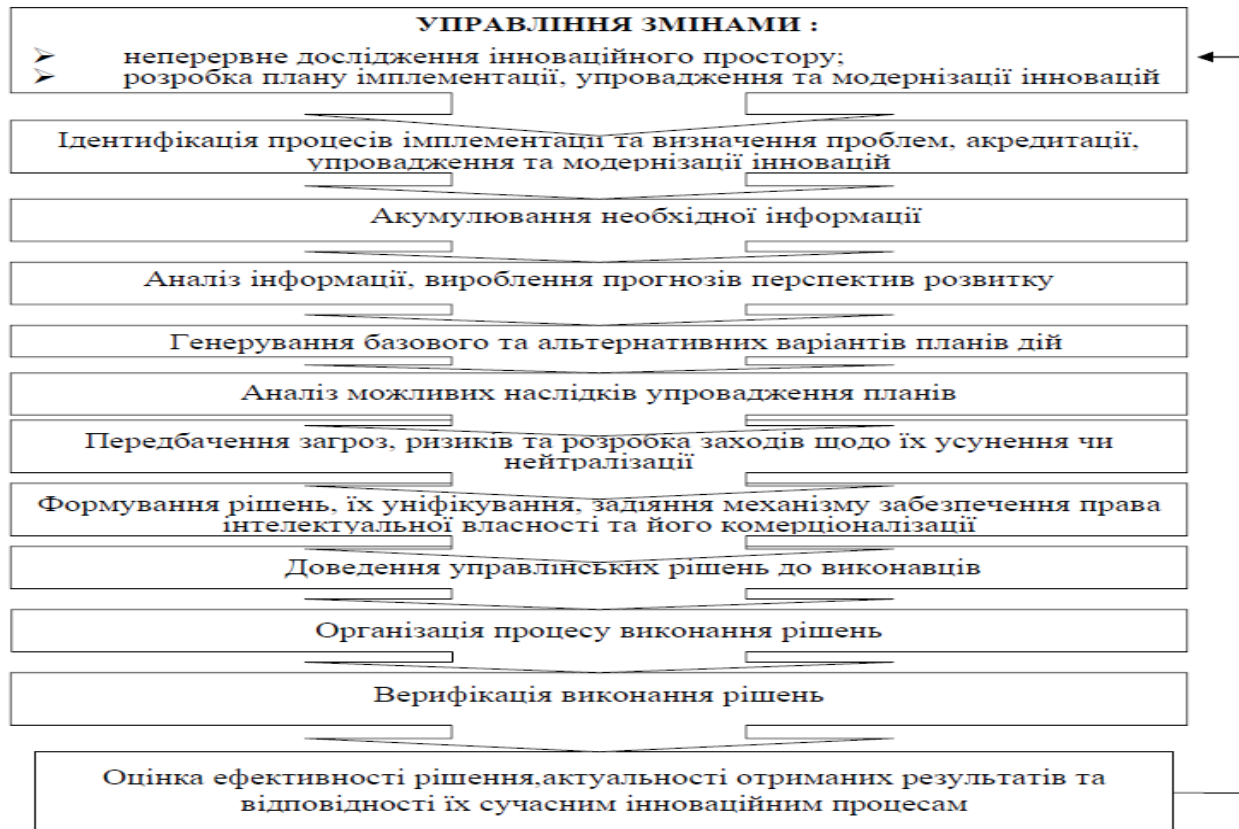 УПРАВЛІННЯ ЗМІНАМИ :
➢ неперервне дослідження інноваційного простору;
➢ розробка плану імплементації, упровадження та модернізації інновацій
Ідентифікація процесів імплементації та визначення проблем, акредитації,
упровадження та модернізації інновацій
Акумулювання необхідної інформації
Аналіз інформації, вироблення прогнозів перспектив розвитку
Генерування базового та альтернативних варіантів планів дій
Аналіз можливих наслідків упровадження планів
Передбачення загроз, ризиків та розробка заходів щодо їх усунення чи
нейтралізації
Формування рішень, їх уніфікування, задіяння механізму забезпечення права
інтелектуальної власності та його комерціоналізації
Доведення управлінських рішень до виконавців
Організація процесу виконання рішень
Верифікація виконання рішень
Оцінка ефективності рішення,актуальності отриманих результатів та
відповідності їх сучасним інноваційним процесам